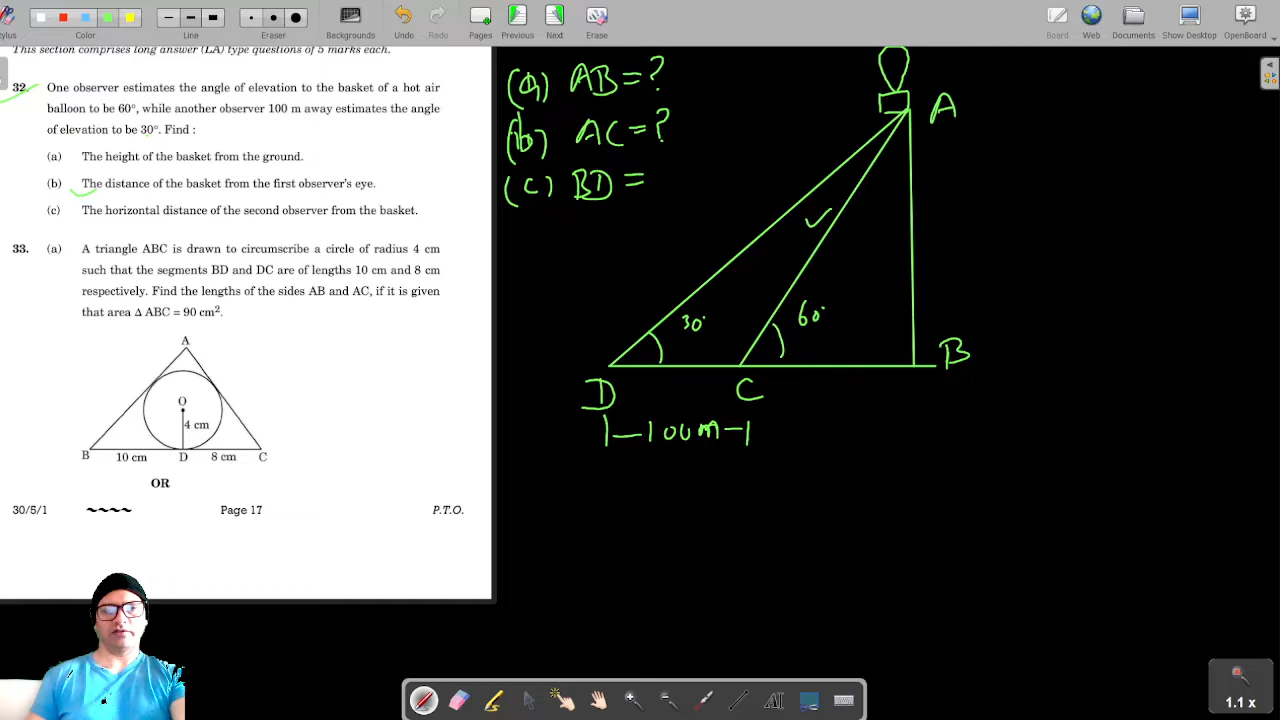 Stylus
Color
Line
Eraser
Backgrounds
Undo
Redo
Pages
Previous
Next
Erase
Board
Web
Documents
Show Desktop
OpenBoard
This section comprises long answer (LA) type questions of 5 marks each.
32. One observer estimates the angle of elevation to the basket of a hot air
balloon to be 60°, while another observer 100 m away estimates the angle
of elevation to be 30°. Find :
(a) The height of the basket from the ground.
(b) The distance of the basket from the first observer's eye.
(c) The horizontal distance of the second observer from the basket.
33. (a) A triangle ABC is drawn to circumscribe a circle of radius 4 cm
such that the segments BD and DC are of lengths 10 cm and 8 cm
respectively. Find the lengths of the sides AB and AC, if it is given
that area Δ ABC = 90 cm².
A
O
4 cm
B 10 cm D 8 cm C
OR
30/5/1 ~~~~ Page 17 P.T.O.
(a) AB = ?
(b) AC = ?
(c) BD =
A
30°
60°
B
D
C
|—100m—|
AI
1.1 x